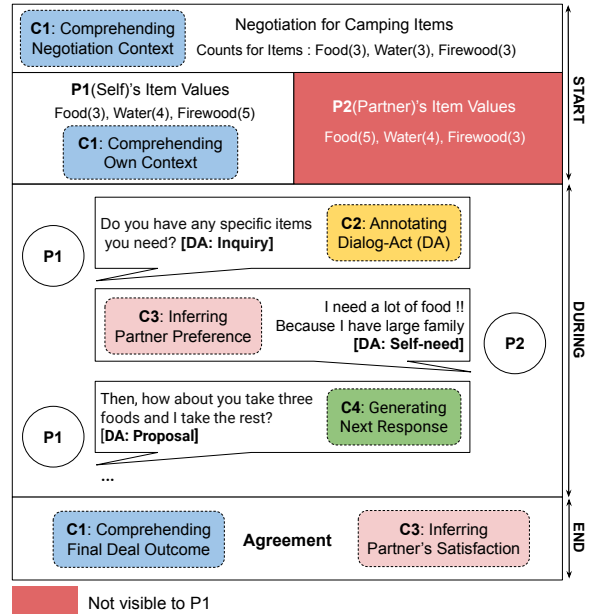 C1: Comprehending
Negotiation Context
Negotiation for Camping Items
Counts for Items : Food(3), Water(3), Firewood(3)
P1(Self)'s Item Values
Food(3), Water(4), Firewood(5)
C1: Comprehending
Own Context
P2(Partner)'s Item Values
Food(5), Water(4), Firewood(3)
START
P1
Do you have any specific items
you need? [DA: Inquiry]
C2: Annotating
Dialog-Act (DA)
C3: Inferring
Partner Preference
I need a lot of food !!
Because I have large family
[DA: Self-need]
P2
P1
Then, how about you take three
foods and I take the rest?
[DA: Proposal]
C4: Generating
Next Response
...
DURING
C1: Comprehending
Final Deal Outcome
Agreement
C3: Inferring
Partner's Satisfaction
END
Not visible to P1